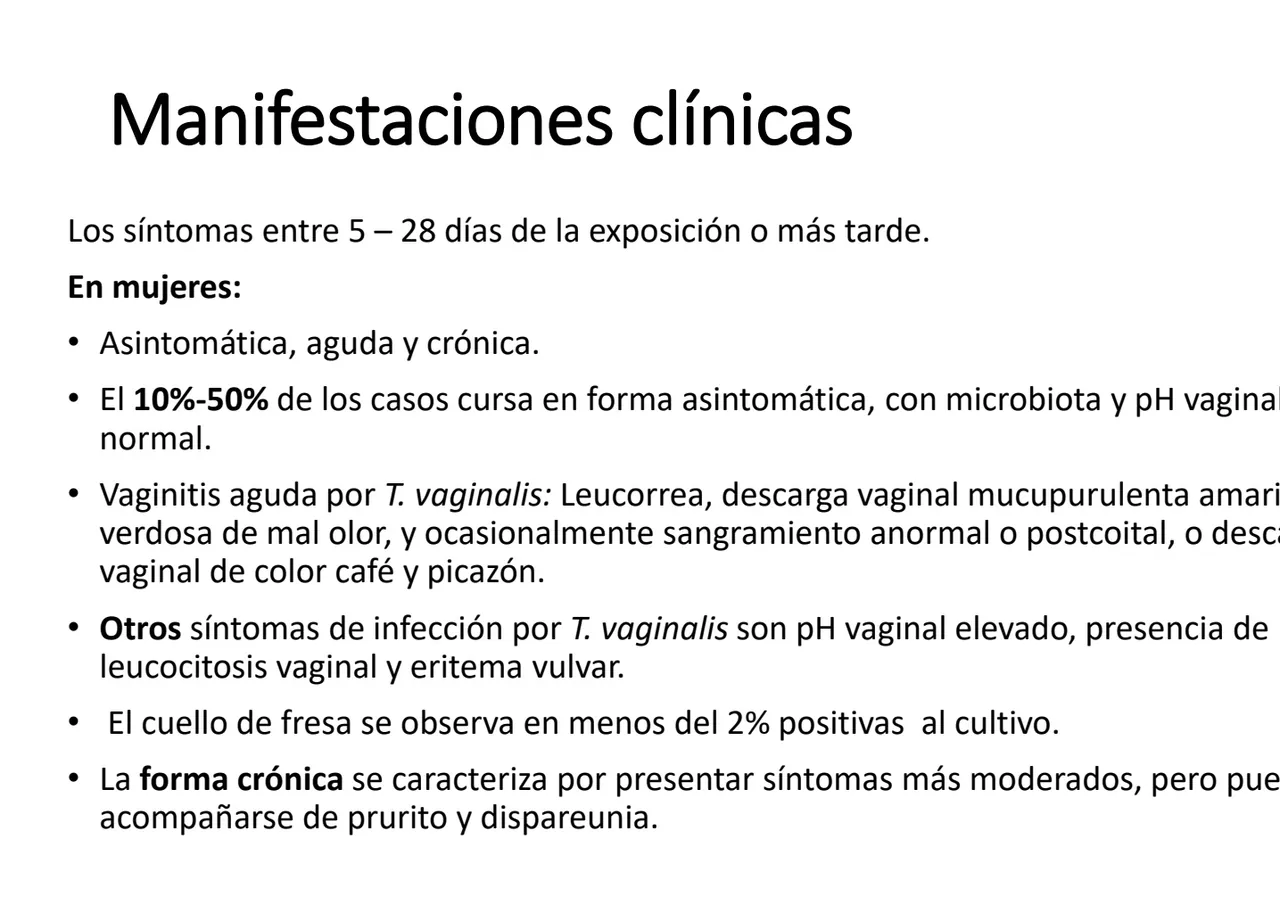 Manifestaciones clínicas
Los síntomas entre 5 – 28 días de la exposición o más tarde.
En mujeres:
• Asintomática, aguda y crónica.
• El 10%-50% de los casos cursa en forma asintomática, con microbiota y pH vaginal
normal.
• Vaginitis aguda por T. vaginalis: Leucorrea, descarga vaginal mucupurulenta amari
verdosa de mal olor, y ocasionalmente sangramiento anormal o postcoital, o desc
vaginal de color café y picazón.
• Otros síntomas de infección por T. vaginalis son pH vaginal elevado, presencia de
leucocitosis vaginal y eritema vulvar.
• El cuello de fresa se observa en menos del 2% positivas al cultivo.
• La forma crónica se caracteriza por presentar síntomas más moderados, pero pue
acompañarse de prurito y dispareunia.